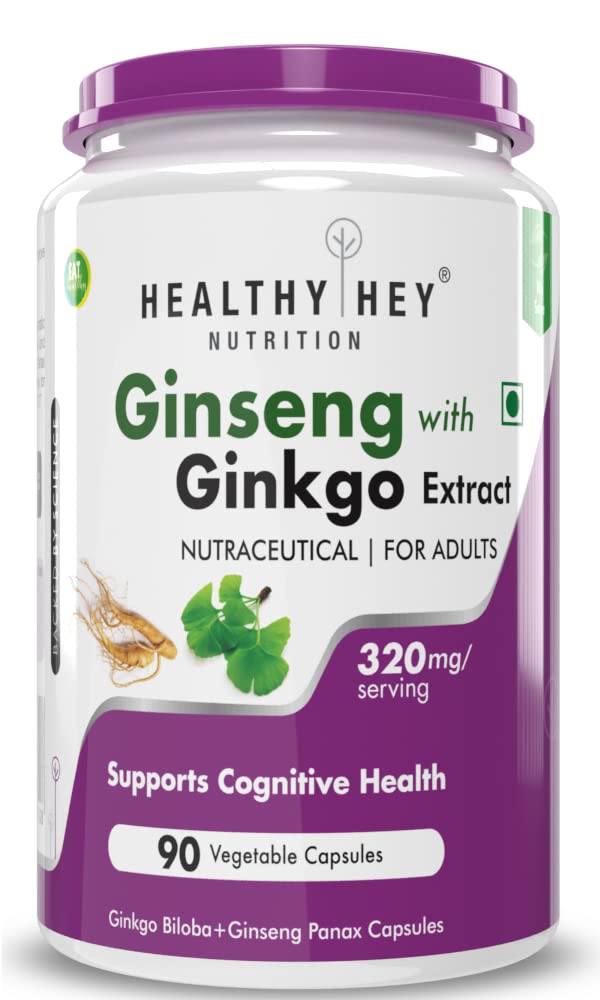 EAT
HEALTHY HEY®
NUTRITION
Ginseng with
Ginkgo Extract
NUTRACEUTICAL | FOR ADULTS
BACKED BY SCIENCE
320mg/
serving
Supports Cognitive Health
90 Vegetable Capsules
Ginkgo Biloba+Ginseng Panax Capsules